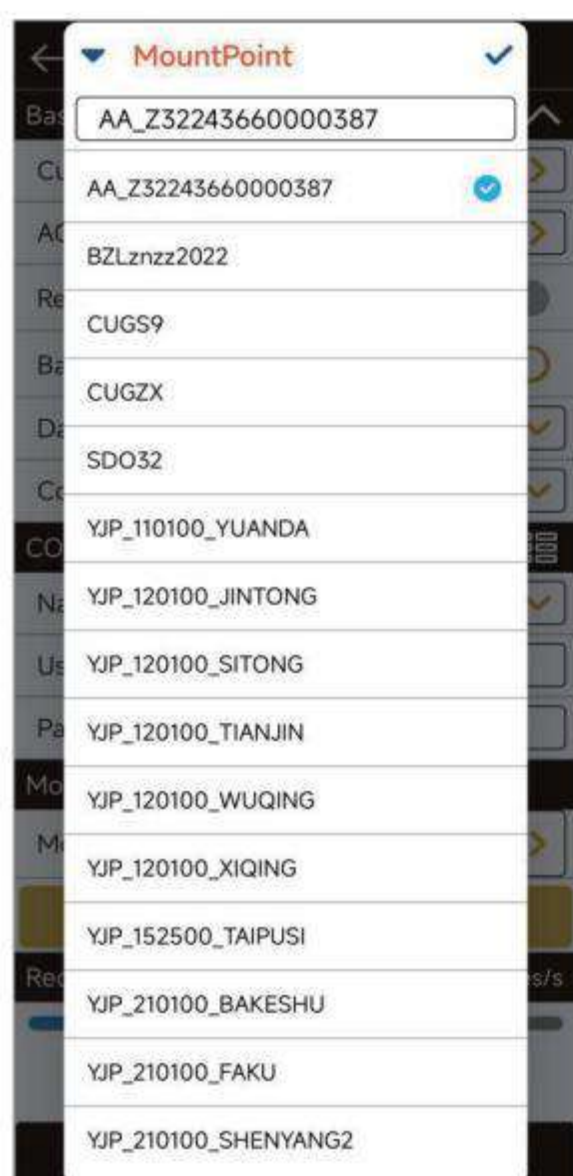 MountPoint
AA_Z32243660000387
AA_Z32243660000387
BZLznzz2022
CUGS9
CUGZX
SDO32
YJP_110100_YUANDA
YJP_120100_JINTONG
YJP_120100_SITONG
YJP_120100_TIANJIN
YJP_120100_WUQING
YJP_120100_XIQING
YJP_152500_TAIPUSI
YJP_210100_BAKESHU
YJP_210100_FAKU
YJP_210100_SHENYANG2